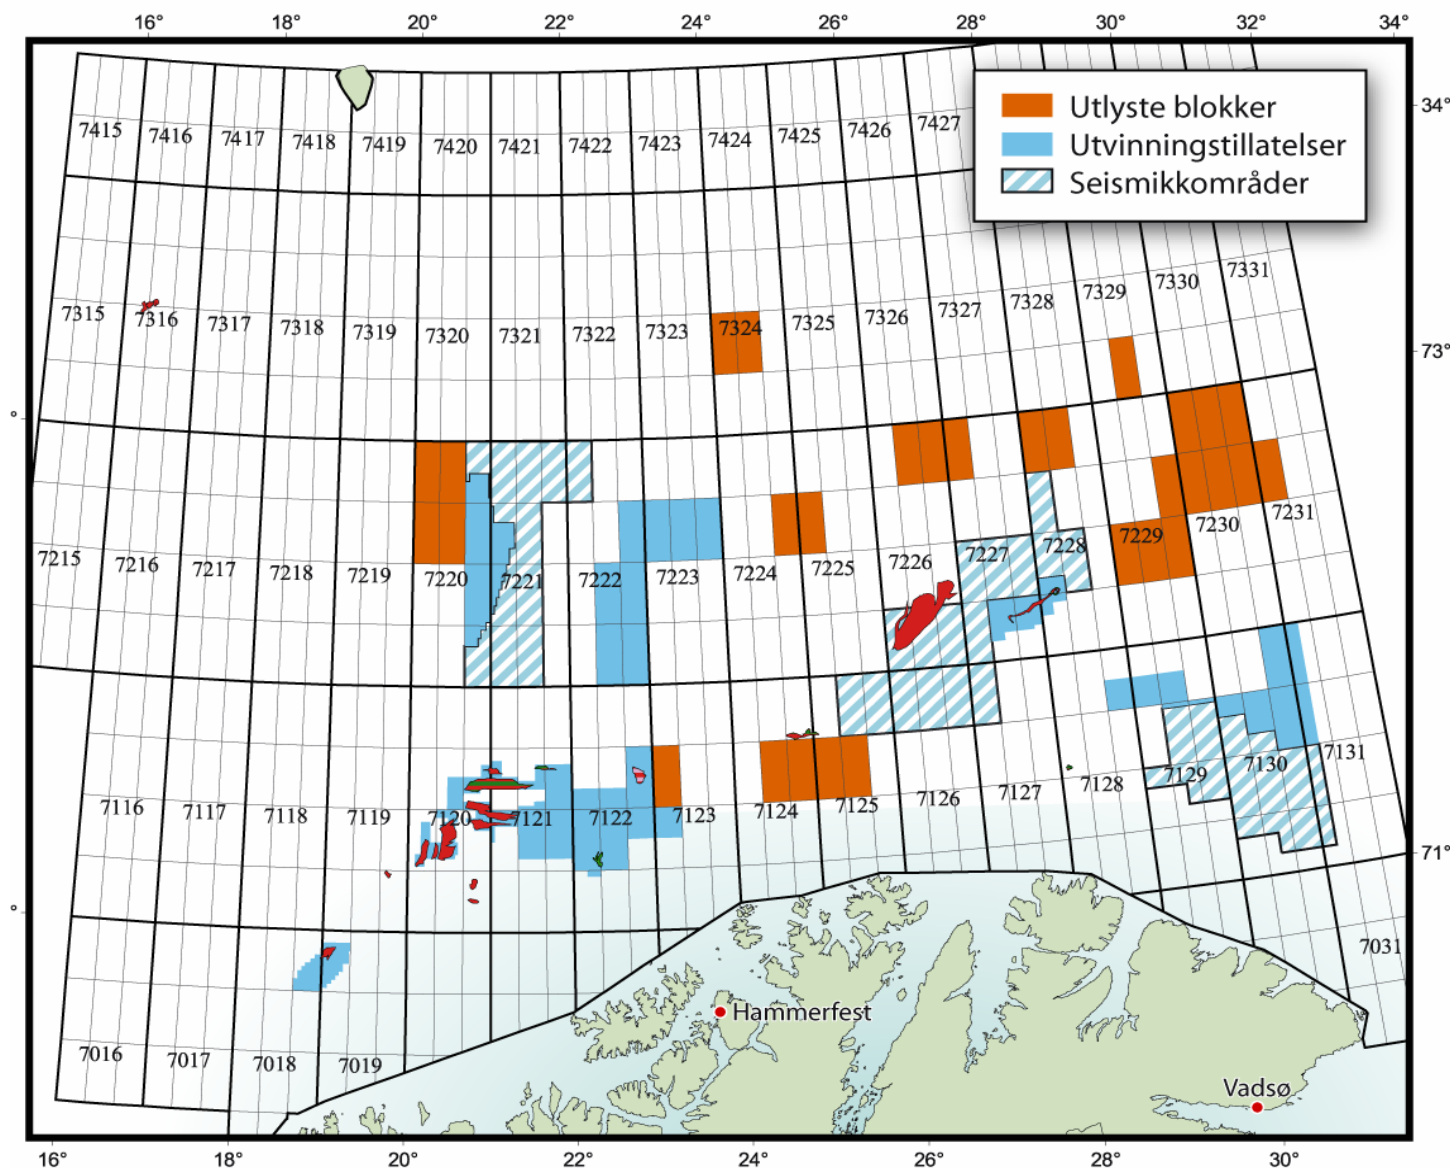 16° 18° 20° 22° 24° 26° 28° 30° 32° 34°
Utlyste blokker
Utvinningstillatelser
Seismikkområder
34°
7415 7416 7417 7418 7419 7420 7421 7422 7423 7424 7425 7426 7427
7315 7316 7317 7318 7319 7320 7321 7322 7323 7324 7325 7326 7327 7328 7329 7330 7331
73°
°
7215 7216 7217 7218 7219 7220 7221 7222 7223 7224 7225 7226 7227 7228 7229 7230 7231
7116 7117 7118 7119 7120 7121 7122 7123 7124 7125 7126 7127 7128 7129 7130 7131
71°
°
7031
Hammerfest
7016 7017 7018 7019
Vadsø
16° 18° 20° 22° 24° 26° 28° 30°